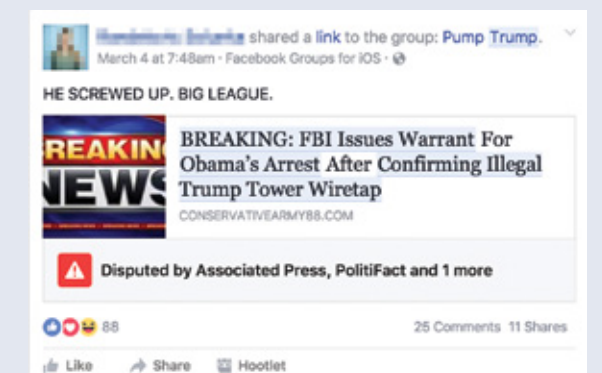 shared a link to the group: Pump Trump.
March 4 at 7:48am · Facebook Groups for iOS ·
HE SCREWED UP. BIG LEAGUE.
BREAKING NEWS
BREAKING: FBI Issues Warrant For
Obama's Arrest After Confirming Illegal
Trump Tower Wiretap
CONSERVATIVEARMY88.COM
Disputed by Associated Press, PolitiFact and 1 more
88
25 Comments 11 Shares
Like Share Hootlet